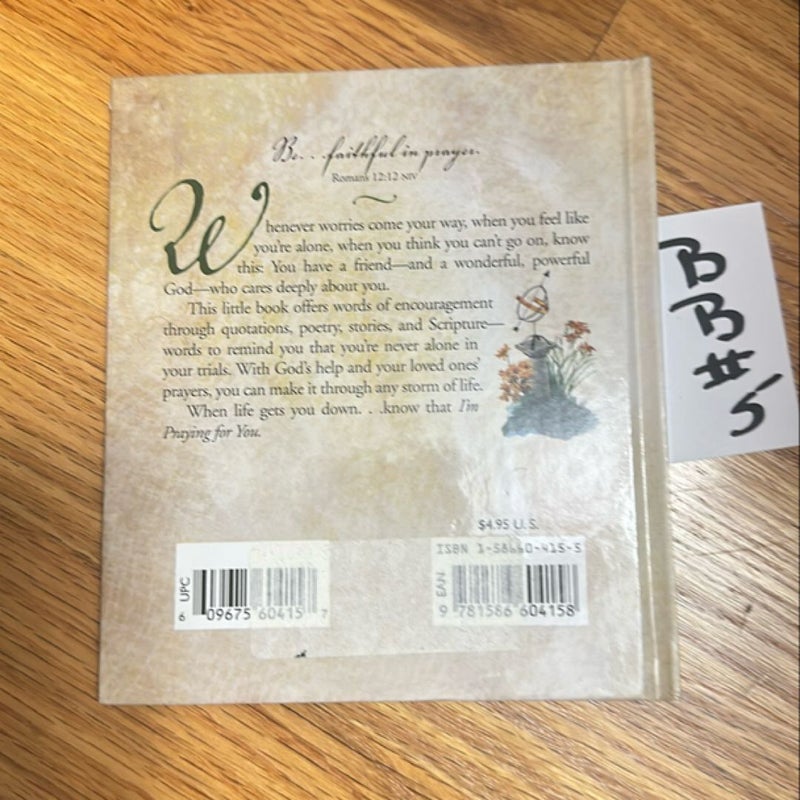 Be. . .faithful in prayer.
Romans 12:12 NIV
Whenever worries come your way, when you feel like
you're alone, when you think you can't go on, know
this: You have a friend—and a wonderful, powerful
God—who cares deeply about you.
This little book offers words of encouragement
through quotations, poetry, stories, and Scripture—
words to remind you that you're never alone in
your trials. With God's help and your loved ones'
prayers, you can make it through any storm of life.
When life gets you down. . .know that I'm
Praying for You.
$4.95 U.S.
ISBN 1-58660-415-5
UPC
6 09675 60415 7
EAN
9 781586 604158
BB#5